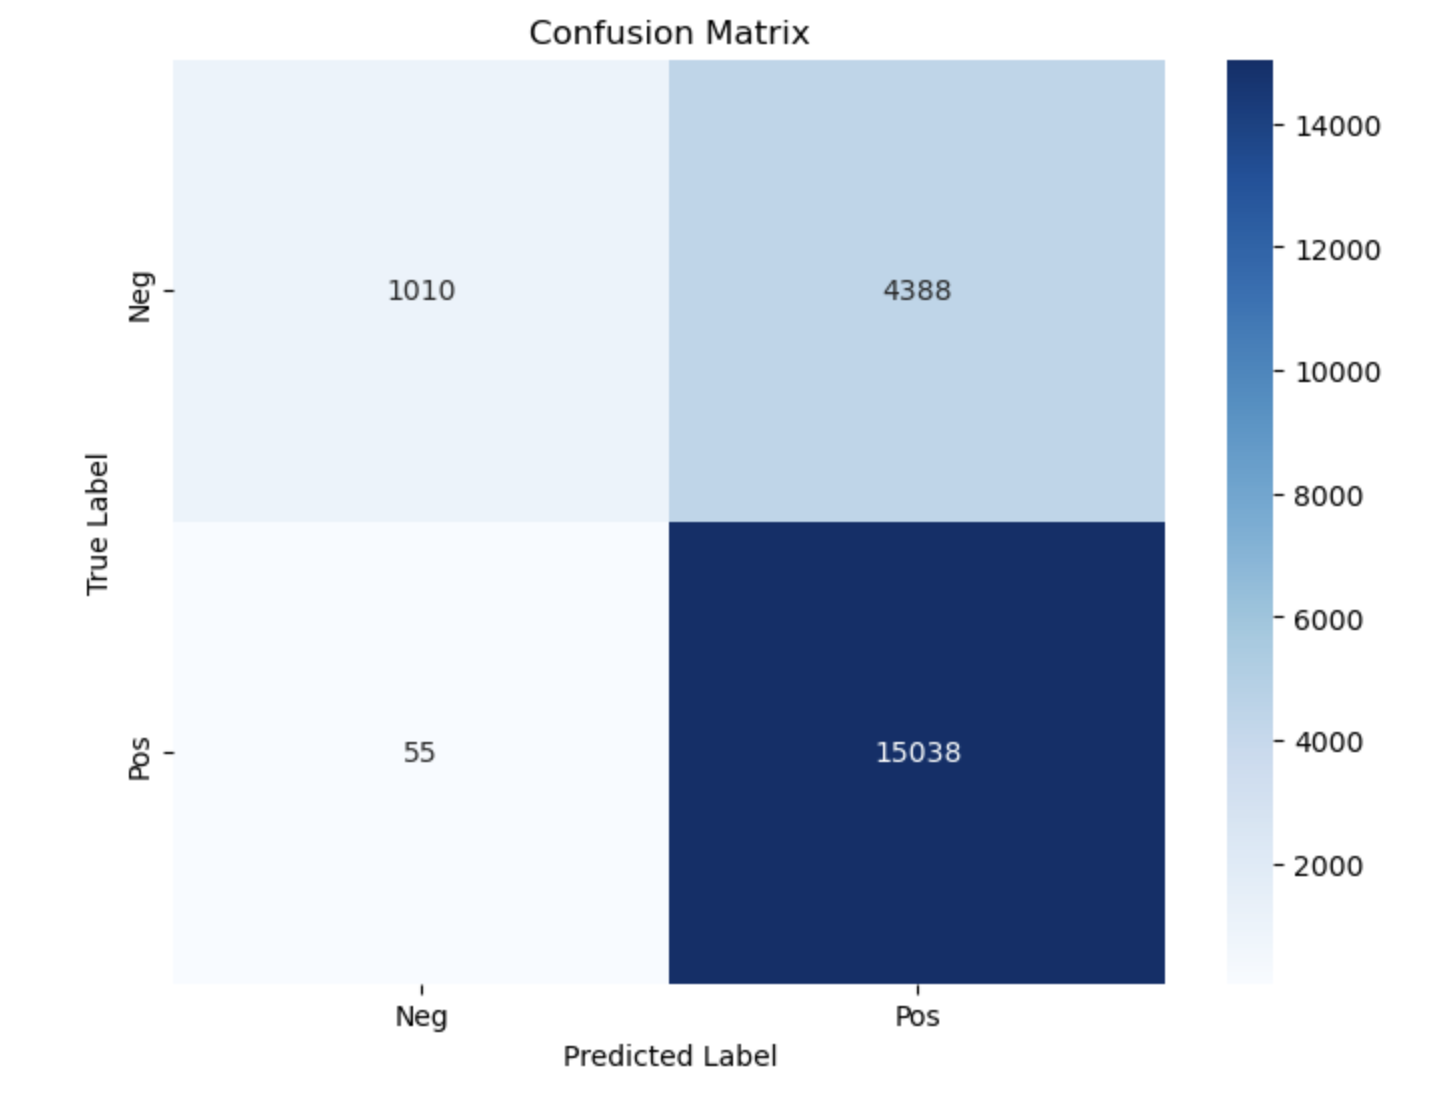 Confusion Matrix
Neg
1010
4388
Pos
55
15038
True Label
Neg
Pos
Predicted Label
14000
12000
10000
8000
6000
4000
2000